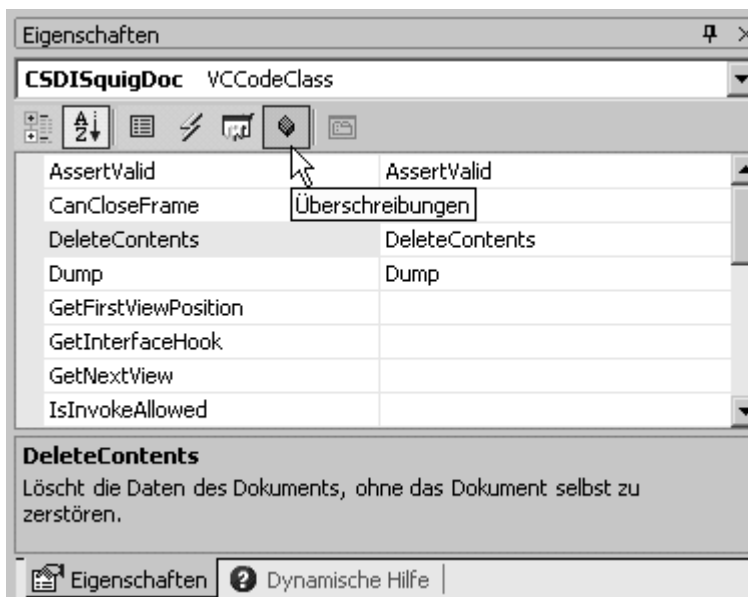 Eigenschaften
CSDISquigDoc VCCodeClass
AssertValid AssertValid
CanCloseFrame
Überschreibungen
DeleteContents DeleteContents
Dump Dump
GetFirstViewPosition
GetInterfaceHook
GetNextView
IsInvokeAllowed
DeleteContents
Löscht die Daten des Dokuments, ohne das Dokument selbst zu
zerstören.
Eigenschaften Dynamische Hilfe